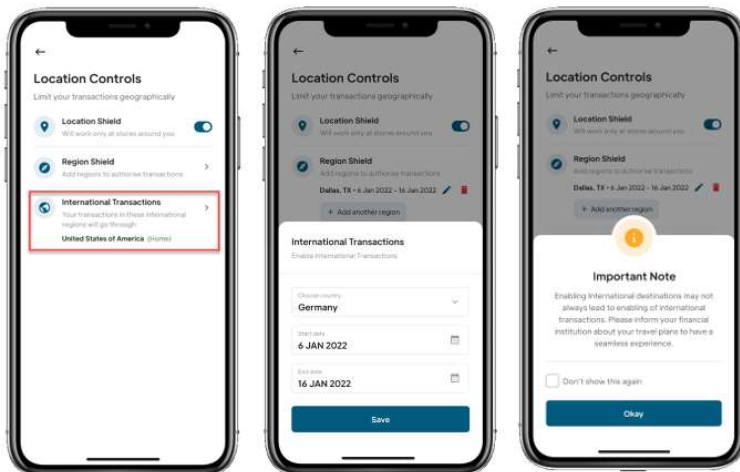 Location Controls
Limit your transactions geographically
Location Shield
Will work only at stores around you
Region Shield
Add regions to authorise transactions
International Transactions
Your transactions in these international
regions will go through
United States of America (Home)
Location Controls
Limit your transactions geographically
Location Shield
Will work only at stores around you
Region Shield
Add regions to authorise transactions
Dallas, TX • 6 Jan 2022 - 16 Jan 2022
+ Add another region
International Transactions
Enable International Transactions
Choose country
Germany
Start date
6 JAN 2022
End date
16 JAN 2022
Save
Location Controls
Limit your transactions geographically
Location Shield
Will work only at stores around you
Region Shield
Add regions to authorise transactions
Dallas, TX • 6 Jan 2022 - 16 Jan 2022
+ Add another region
Important Note
Enabling International destinations may not
always lead to enabling of international
transactions. Please inform your financial
institution about your travel plans to have a
seamless experience.
Don't show this again
Okay